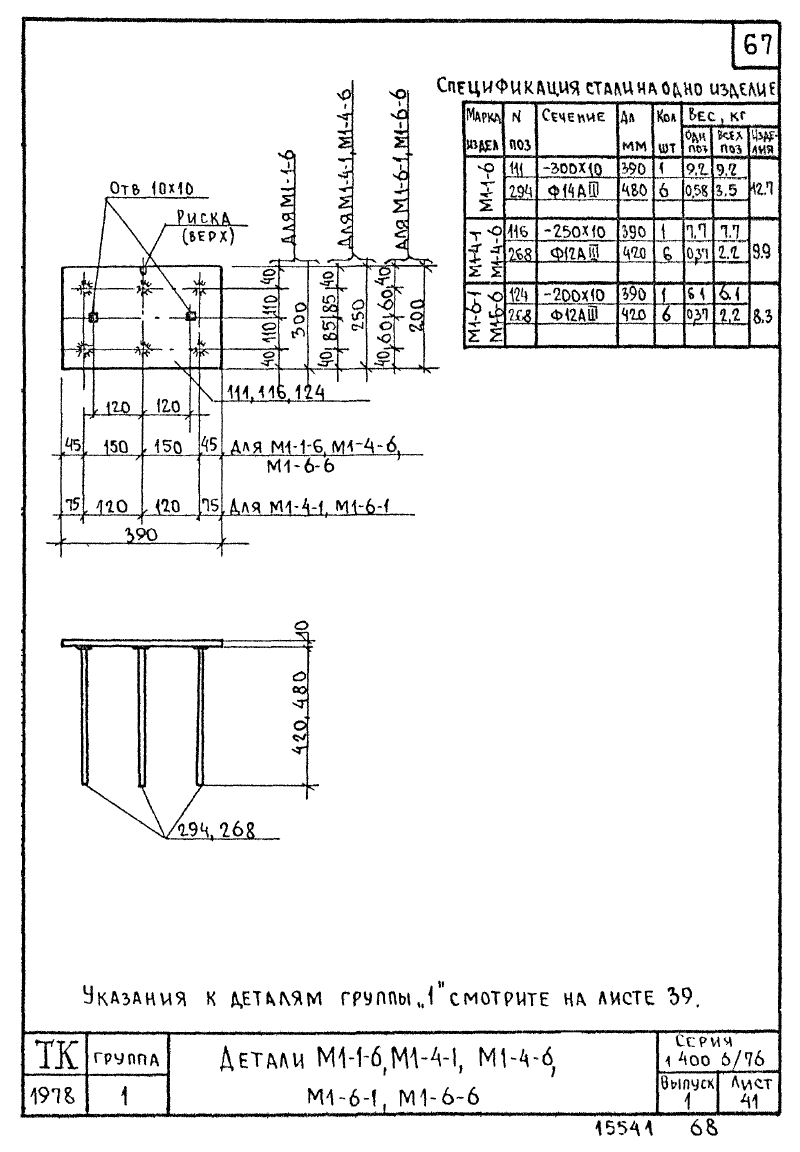 67
СПЕЦИФИКАЦИЯ СТАЛИ НА ОДНО ИЗДЕЛИЕ
МАРКА ИЗДЕЛ N ПОЗ СЕЧЕНИЕ ДЛ ММ КОЛ ШТ ВЕС, КГ
ОДН ПОЗ ВСЕХ ПОЗ ИЗДЕ-ЛИЯ
М1-1-6 111 -300X10 390 1 9.2 9.2 12.7
294 Ф14АIII 480 6 0,58 3.5
М1-4-1 М1-4-6 116 -250X10 390 1 7,7 7.7 9.9
268 Ф12АIII 420 6 0,37 2.2
М1-6-1 М1-6-6 124 -200X10 390 1 6 1 6.1 8.3
268 Ф12АIII 420 6 0,37 2,2
ОТВ 10X10
РИСКА
(ВЕРХ)
ДЛЯ М1-1-6
ДЛЯ М1-4-1, М1-4-6
ДЛЯ М1-6-1, М1-6-6
40 110 110 40
300
40 85 85 40
250
40 60 60 40
200
111, 116, 124
120 120
45 150 150 45 ДЛЯ М1-1-6, М1-4-6,
М1-6-6
75 120 120 75 ДЛЯ М1-4-1, М1-6-1
390
10
420, 480
294, 268
УКАЗАНИЯ К ДЕТАЛЯМ ГРУППЫ „1" СМОТРИТЕ НА ЛИСТЕ 39.
ТК
1978
ГРУППА
1
ДЕТАЛИ М1-1-6, М1-4-1, М1-4-6,
М1-6-1, М1-6-6
СЕРИЯ
1 400 6/76
ВЫПУСК
1
ЛИСТ
41
15541 68